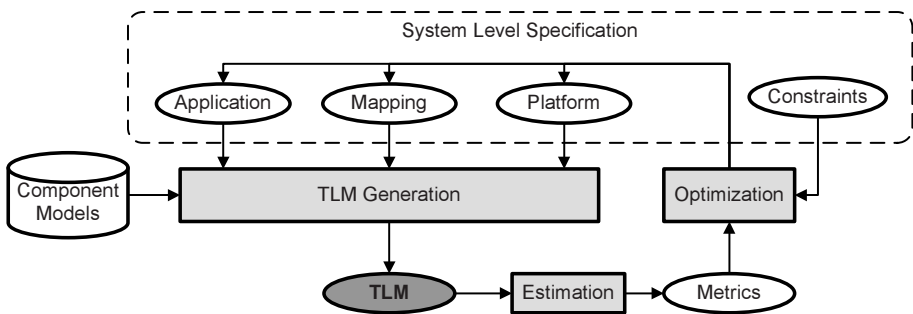 System Level Specification
Application
Mapping
Platform
Constraints
Component
Models
TLM Generation
Optimization
TLM
Estimation
Metrics